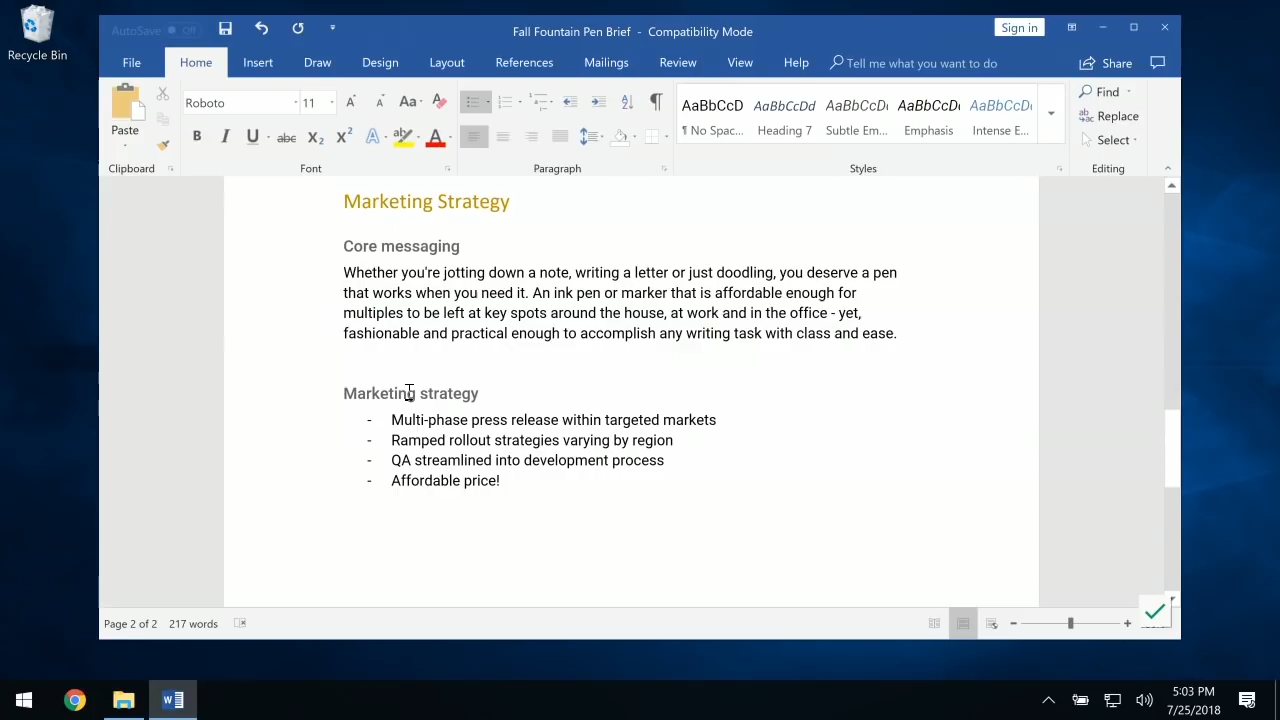 Recycle Bin
AutoSave Off
Fall Fountain Pen Brief - Compatibility Mode
Sign in
File Home Insert Draw Design Layout References Mailings Review View Help Tell me what you want to do Share
Paste
Clipboard
Roboto 11
Aa
B I U abc X₂ X² A A
Font
Paragraph
AaBbCcD AaBbCcDd AaBbCcDd AaBbCcDd AaBbCcDd
¶ No Spac... Heading 7 Subtle Em... Emphasis Intense E...
Styles
Find
Replace
Select
Editing
Marketing Strategy
Core messaging
Whether you're jotting down a note, writing a letter or just doodling, you deserve a pen
that works when you need it. An ink pen or marker that is affordable enough for
multiples to be left at key spots around the house, at work and in the office - yet,
fashionable and practical enough to accomplish any writing task with class and ease.
Marketing strategy
- Multi-phase press release within targeted markets
- Ramped rollout strategies varying by region
- QA streamlined into development process
- Affordable price!
Page 2 of 2 217 words
5:03 PM
7/25/2018